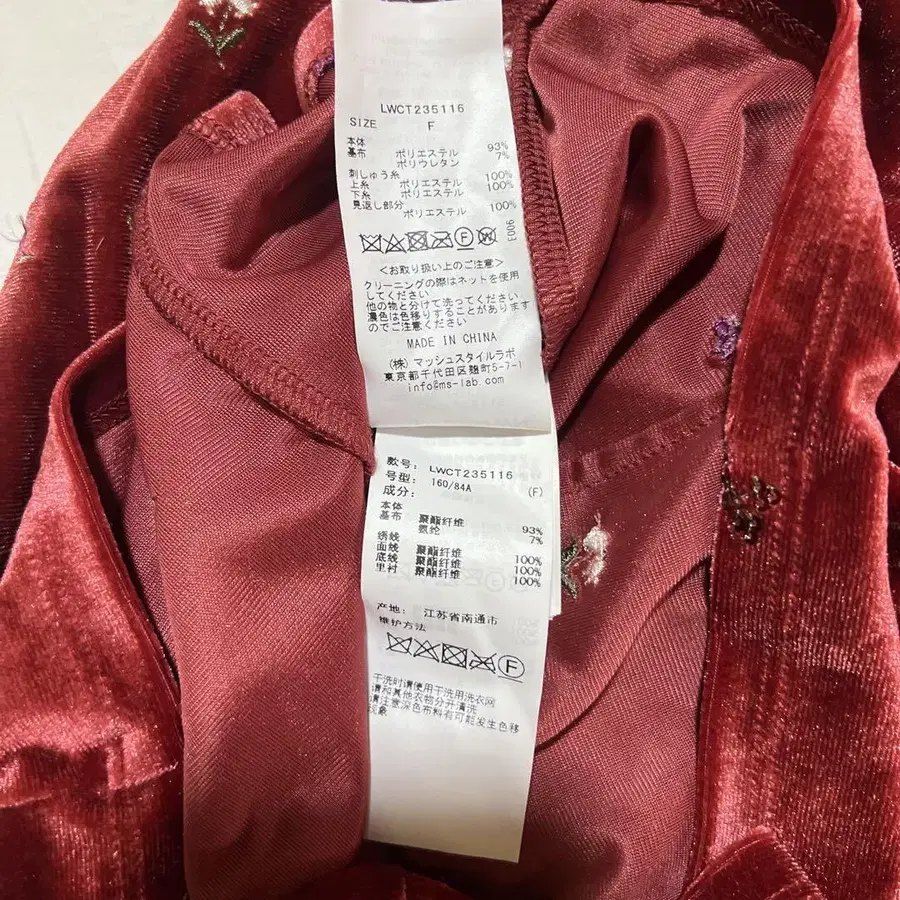 LWCT235116
SIZE F
本体
基布 ポリエステル 93%
ポリウレタン 7%
刺しゅう糸
上糸 ポリエステル 100%
下糸 ポリエステル 100%
見返し部分
ポリエステル 100%
F W
E006
<お取り扱い上のご注意>
クリーニングの際はネットを使用
してください
他の物と分けて洗ってください
濃色は色移りすることがあります
のでご注意ください
MADE IN CHINA
(株) マッシュスタイルラボ
東京都千代田区麹町5-7-1
info@ms-lab.com
款号: LWCT235116
号型: 160/84A (F)
成分:
本体
基布 聚酯纤维 93%
氨纶 7%
绣线
面线 聚酯纤维 100%
底线 聚酯纤维 100%
里衬 聚酯纤维 100%
产地: 江苏省南通市
维护方法
F
干洗时请使用干洗用洗衣网
请和其他衣物分开清洗
请注意深色布料有可能发生色移
现象